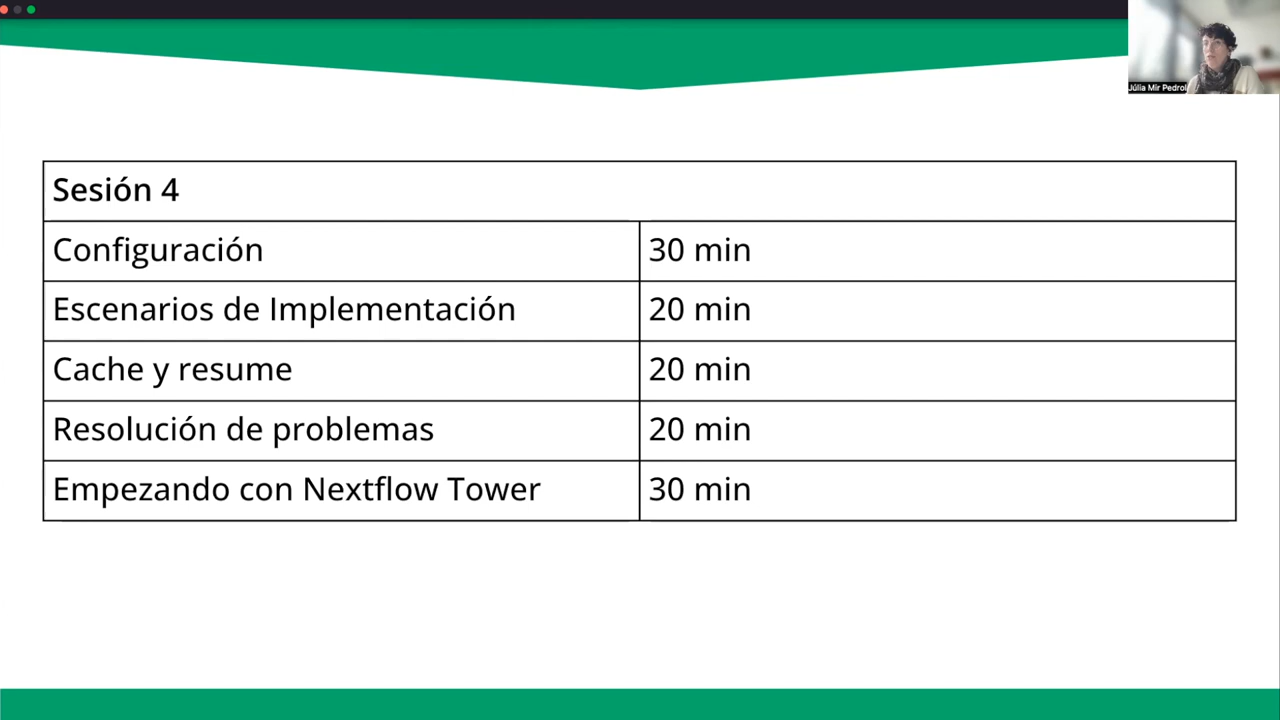 Júlia Mir Pedrol
Sesión 4
Configuración 30 min
Escenarios de Implementación 20 min
Cache y resume 20 min
Resolución de problemas 20 min
Empezando con Nextflow Tower 30 min